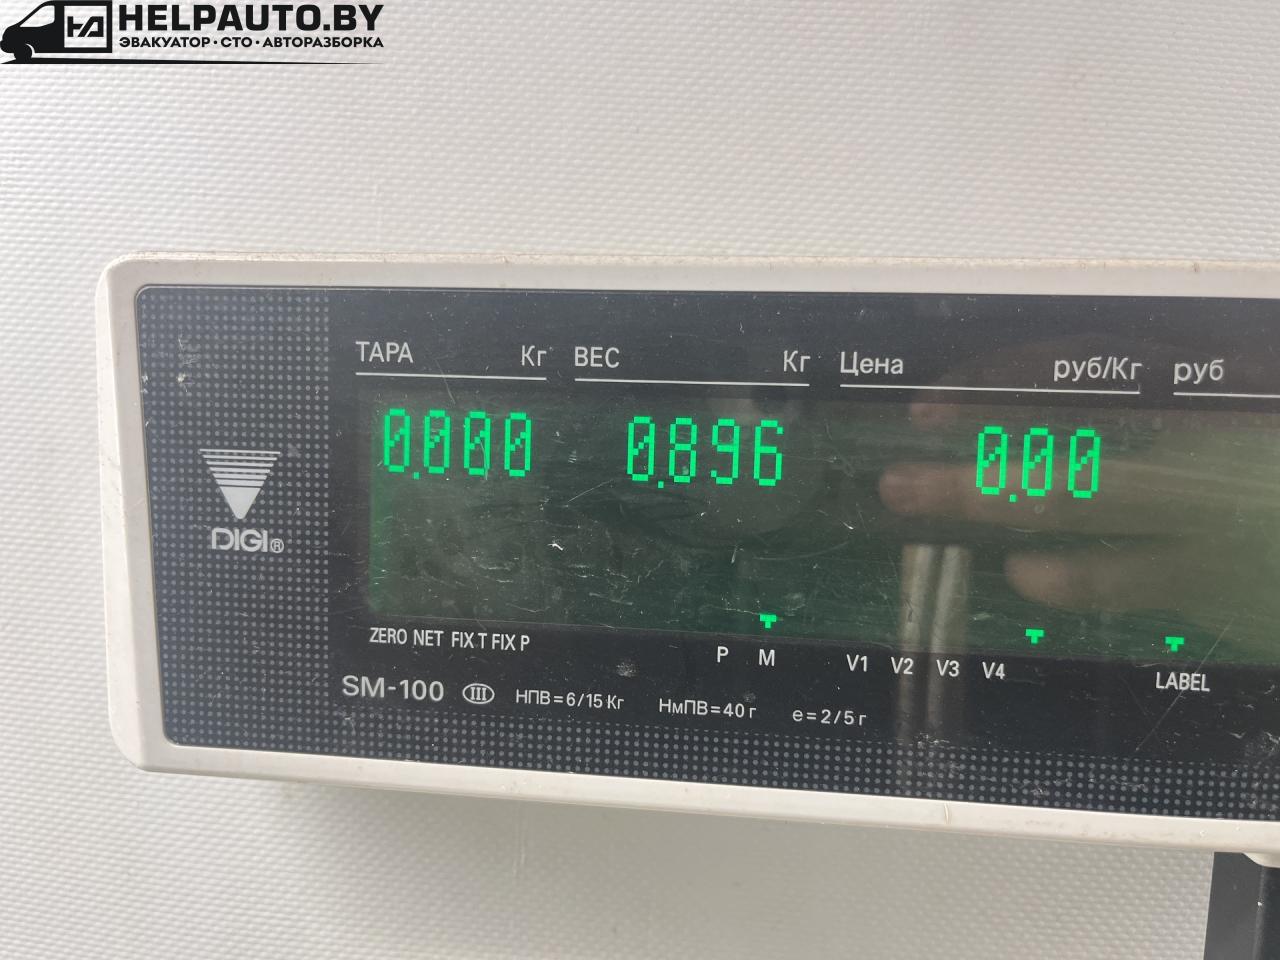 HELPAUTO.BY
ЭВАКУАТОР · СТО · АВТОРАЗБОРКА
ТАРА Кг ВЕС Кг Цена руб/Кг руб
0.000 0.896 0.00
DIGI®
ZERO NET FIX T FIX P P M V1 V2 V3 V4 LABEL
SM-100 III НПВ=6/15 Кг НмПВ=40 г e=2/5 г